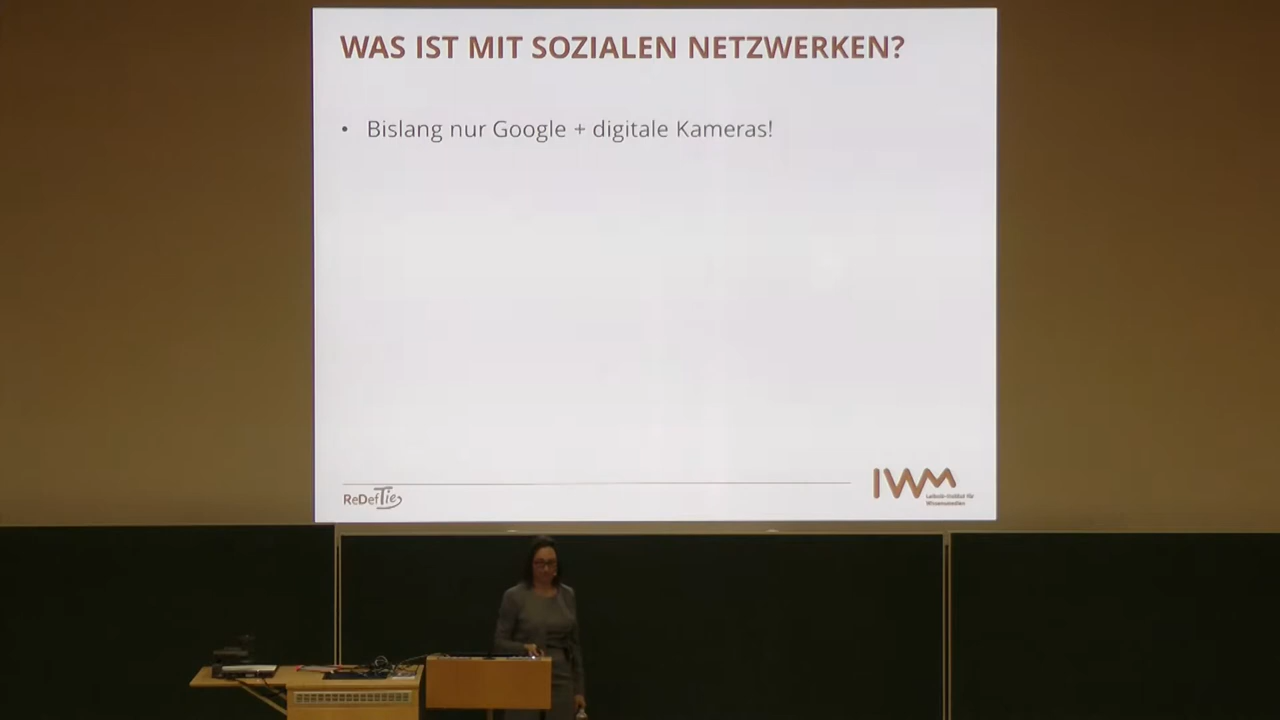 WAS IST MIT SOZIALEN NETZWERKEN?
• Bislang nur Google + digitale Kameras!
ReDefTie
IWM
Leibniz-Institut für
Wissensmedien